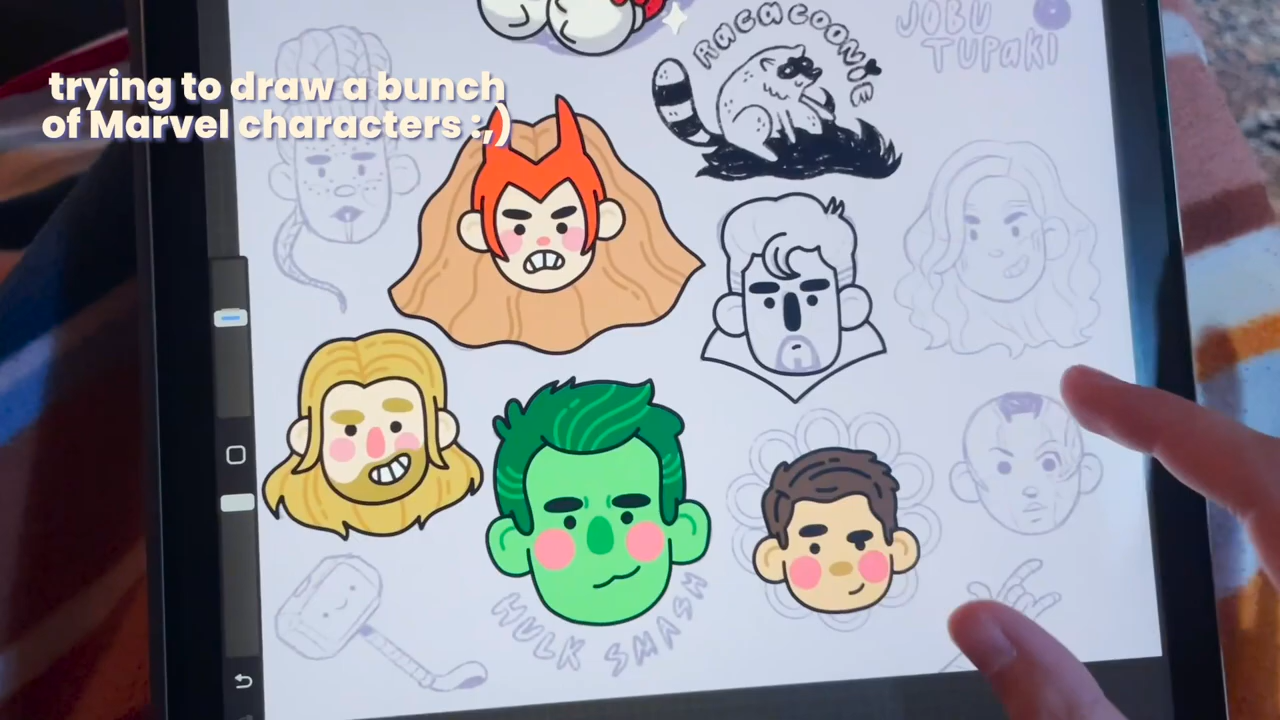 trying to draw a bunch
of Marvel characters :,)
RACACOONIE
JOBU
TUPAKI
HULK SMASH